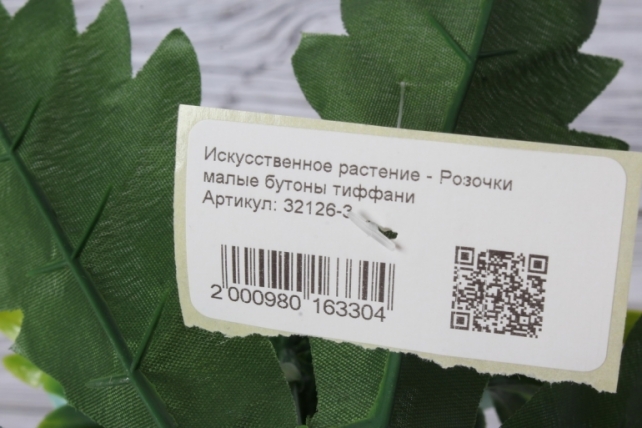 Искусственное растение - Розочки
малые бутоны тиффани
Артикул: 32126-3
2 000980 163304